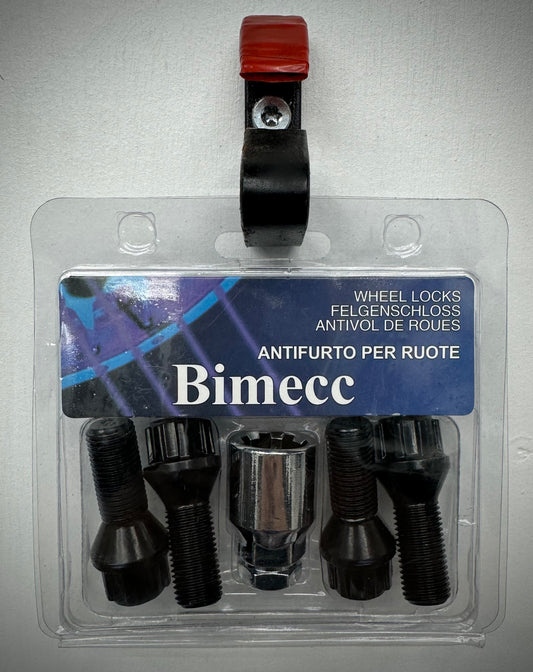 WHEEL LOCKS
FELGENSCHLOSS
ANTIVOL DE ROUES
ANTIFURTO PER RUOTE
Bimecc